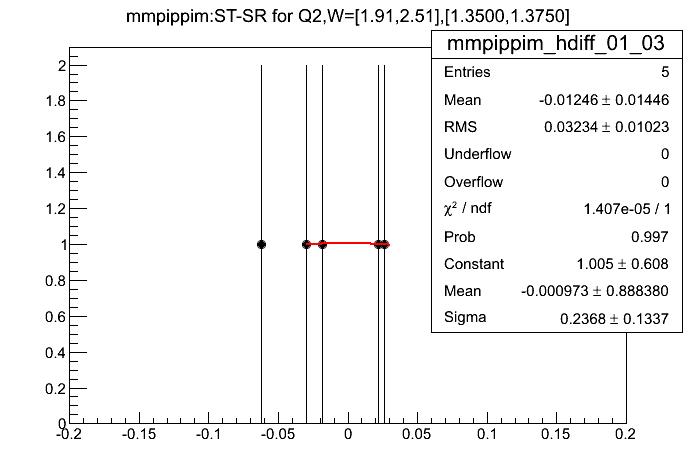 mmpippim:ST-SR for Q2,W=[1.91,2.51],[1.3500,1.3750]
mmpippim_hdiff_01_03
Entries 5
Mean -0.01246 ± 0.01446
RMS 0.03234 ± 0.01023
Underflow 0
Overflow 0
χ² / ndf 1.407e-05 / 1
Prob 0.997
Constant 1.005 ± 0.608
Mean -0.000973 ± 0.888380
Sigma 0.2368 ± 0.1337
2
1.8
1.6
1.4
1.2
1
0.8
0.6
0.4
0.2
0
-0.2 -0.15 -0.1 -0.05 0 0.05 0.1 0.15 0.2